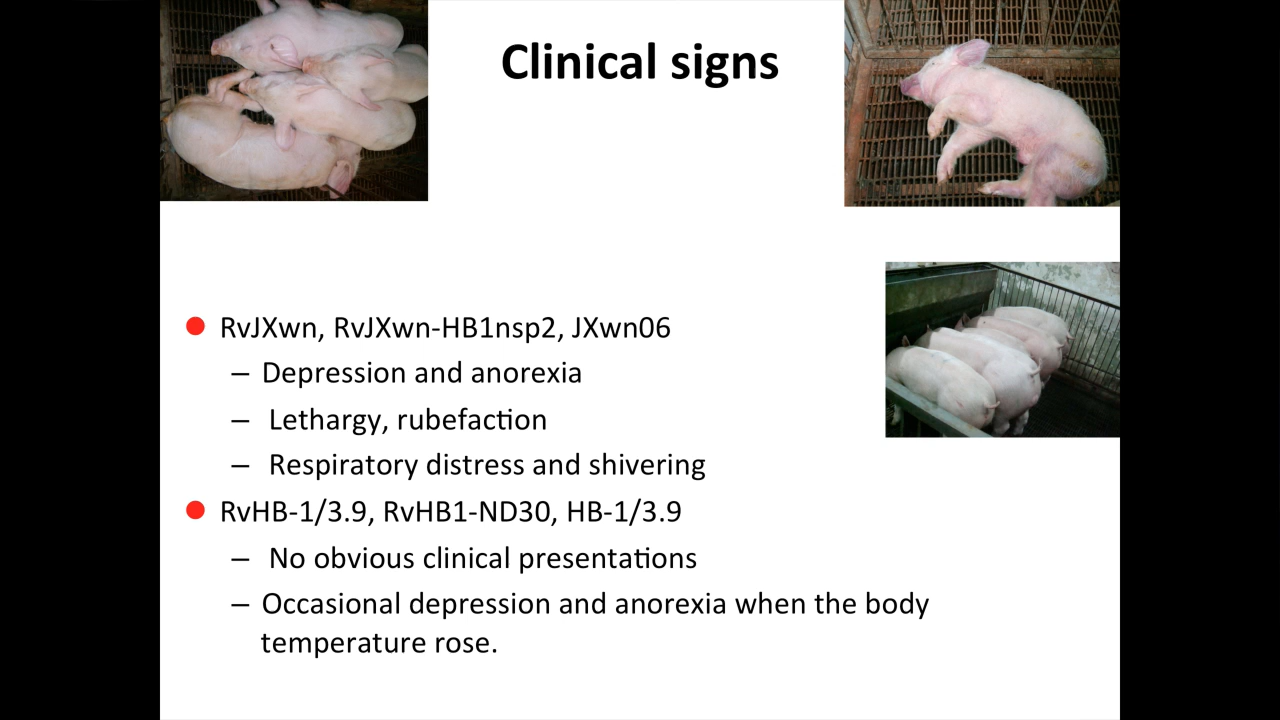 Clinical signs
RvJXwn, RvJXwn-HB1nsp2, JXwn06
– Depression and anorexia
– Lethargy, rubefaction
– Respiratory distress and shivering
RvHB-1/3.9, RvHB1-ND30, HB-1/3.9
– No obvious clinical presentations
– Occasional depression and anorexia when the body
temperature rose.